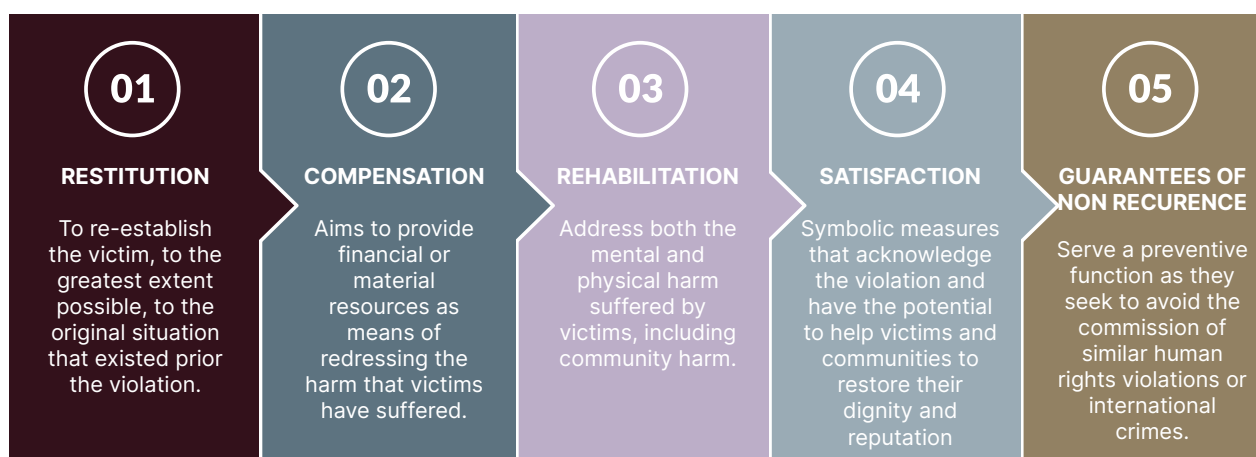 01
RESTITUTION
To re-establish
the victim, to the
greatest extent
possible, to the
original situation
that existed prior
the violation.
02
COMPENSATION
Aims to provide
financial or
material
resources as
means of
redressing the
harm that victims
have suffered.
03
REHABILITATION
Address both the
mental and
physical harm
suffered by
victims, including
community harm.
04
SATISFACTION
Symbolic measures
that acknowledge
the violation and
have the potential
to help victims and
communities to
restore their
dignity and
reputation
05
GUARANTEES OF
NON RECURENCE
Serve a preventive
function as they
seek to avoid the
commission of
similar human
rights violations or
international
crimes.